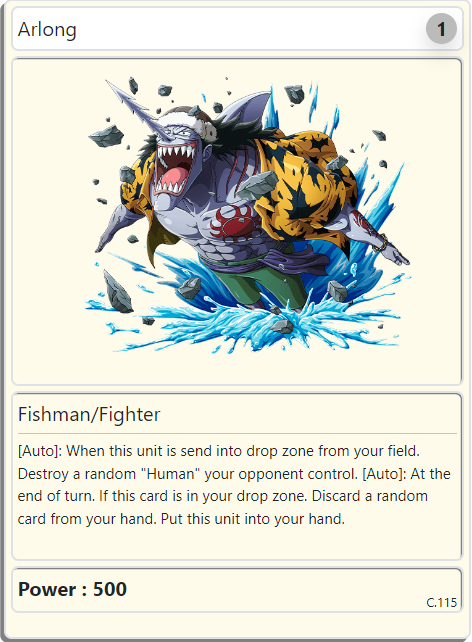 Arlong
1
Fishman/Fighter
[Auto]: When this unit is send into drop zone from your field.
Destroy a random "Human" your opponent control. [Auto]: At the
end of turn. If this card is in your drop zone. Discard a random
card from your hand. Put this unit into your hand.
Power : 500
C.115